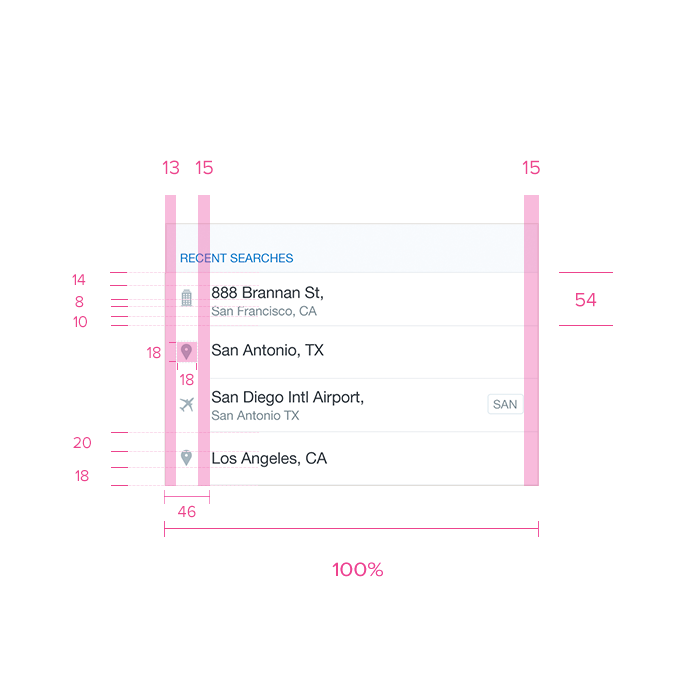 13 15 15
RECENT SEARCHES
14
888 Brannan St,
8
54
San Francisco, CA
10
18
San Antonio, TX
18
San Diego Intl Airport,
SAN
San Antonio TX
20
Los Angeles, CA
18
46
100%